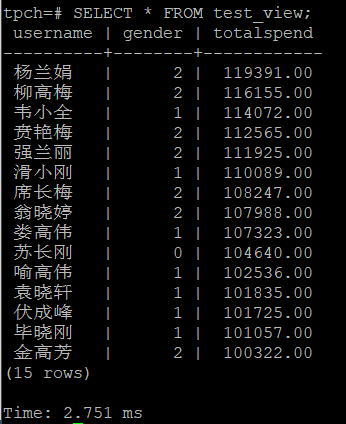 tpch=# SELECT * FROM test_view;
username | gender | totalspend
----------+--------+------------
杨兰娟 | 2 | 119391.00
柳高梅 | 2 | 116155.00
韦小全 | 1 | 114072.00
贲艳梅 | 2 | 112565.00
强兰丽 | 2 | 111925.00
滑小刚 | 1 | 110089.00
席长梅 | 2 | 108247.00
翁晓婷 | 2 | 107988.00
娄高伟 | 1 | 107323.00
苏长刚 | 0 | 104640.00
喻高伟 | 1 | 102536.00
袁晓轩 | 1 | 101835.00
伏成峰 | 1 | 101725.00
毕晓刚 | 1 | 101057.00
金高芳 | 2 | 100322.00
(15 rows)
Time: 2.751 ms